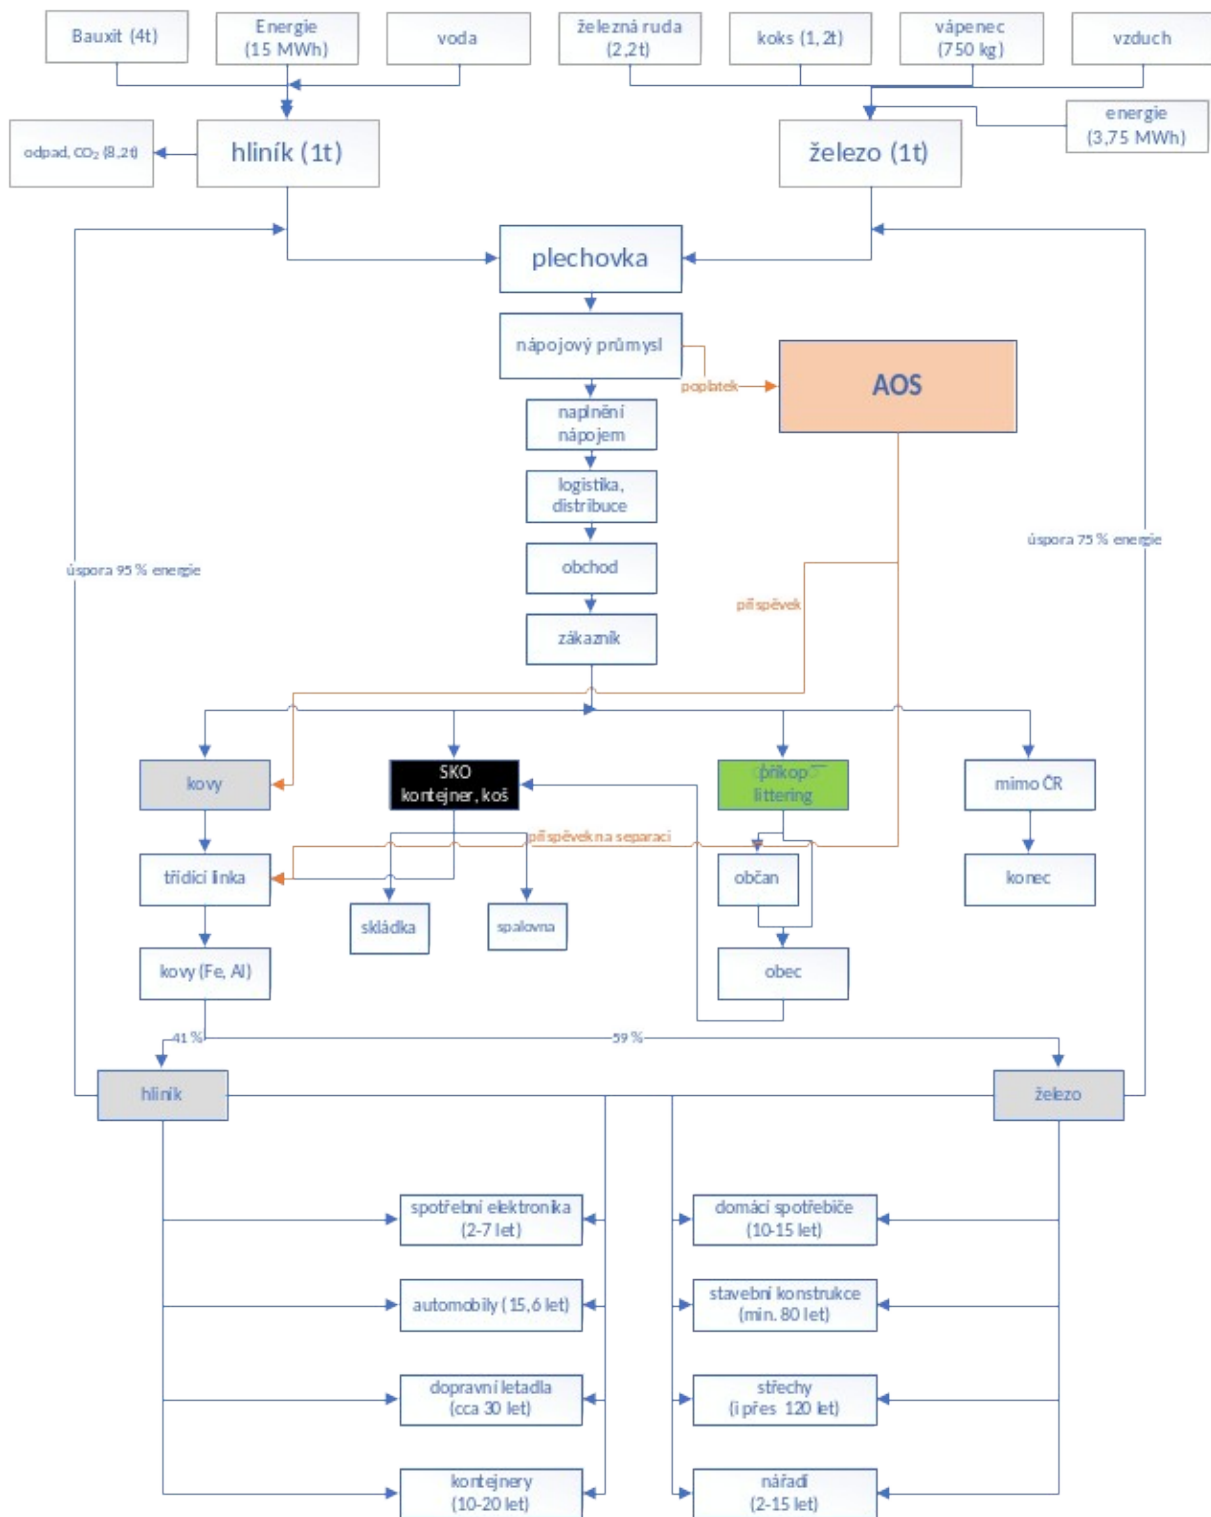 Bauxit (4t)
Energie
(15 MWh)
voda
železná ruda
(2,2t)
koks (1, 2t)
vápenec
(750 kg)
vzduch
energie
(3,75 MWh)
odpad, CO₂ (8,2t)
hliník (1t)
železo (1t)
plechovka
nápojový průmysl
poplatek
AOS
naplnění
nápojem
logistika,
distribuce
obchod
zákazník
úspora 95 % energie
úspora 75 % energie
příspěvek
kovy
SKO
kontejner, koš
příkop
littering
mimo ČR
příspěvek na separaci
třídící linka
skládka
spalovna
občan
konec
kovy (Fe, Al)
obec
41 %
59 %
hliník
železo
spotřební elektronika
(2-7 let)
domácí spotřebiče
(10-15 let)
automobily (15,6 let)
stavební konstrukce
(min. 80 let)
dopravní letadla
(cca 30 let)
střechy
(i přes 120 let)
kontejnery
(10-20 let)
nářadí
(2-15 let)